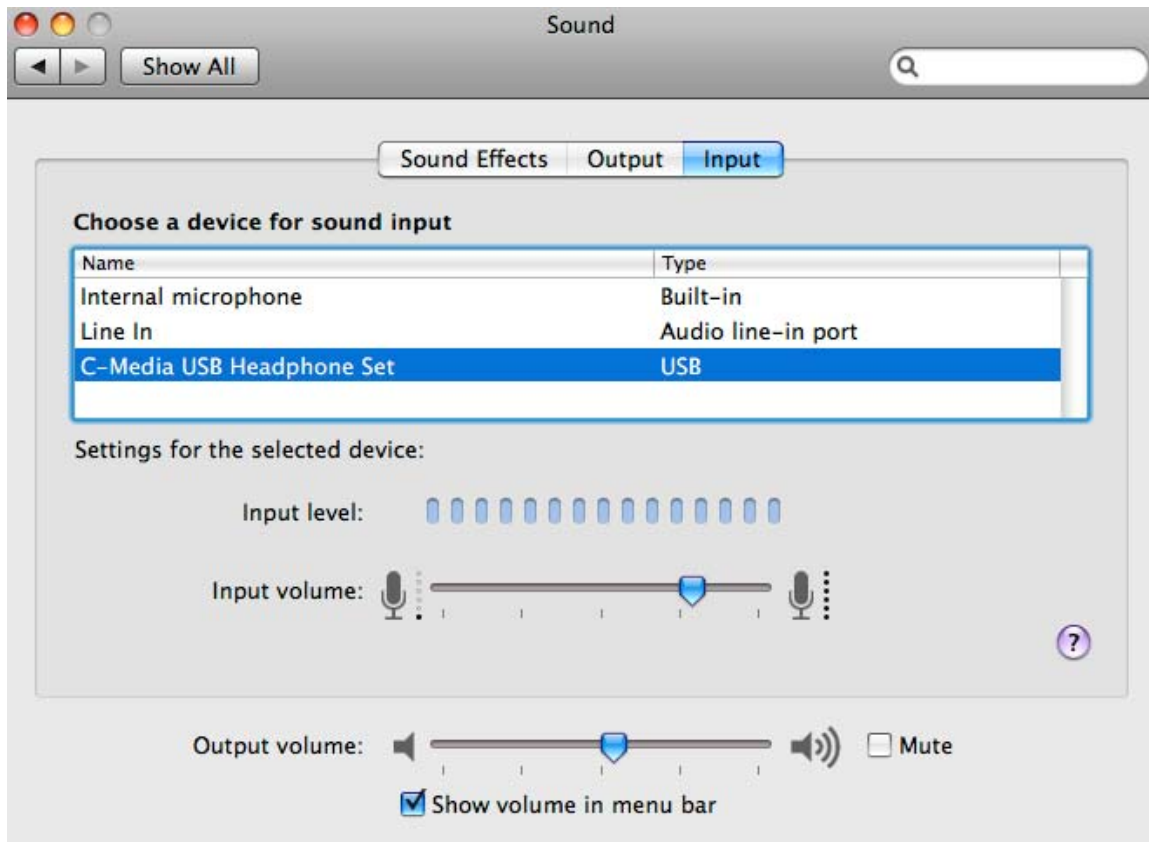 Sound
Show All
Sound Effects Output Input
Choose a device for sound input
Name Type
Internal microphone Built-in
Line In Audio line-in port
C-Media USB Headphone Set USB
Settings for the selected device:
Input level:
Input volume:
?
Output volume: Mute
Show volume in menu bar